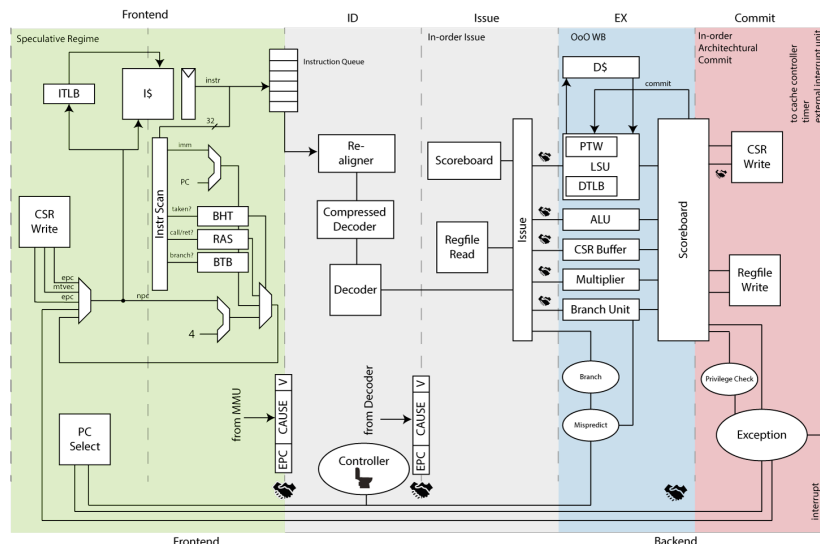 Frontend
ID
Issue
EX
Commit
Speculative Regime
In-order Issue
OoO WB
In-order
Architechtural
Commit
to cache controller
timer
external interrupt unit
ITLB
I$
instr
Instruction Queue
32
Instr Scan
imm
PC
taken?
BHT
call/ret?
RAS
branch?
BTB
CSR
Write
epc
mtvec
epc
npc
4
PC
Select
from MMU
EPC
CAUSE
V
Re-
aligner
Compressed
Decoder
Decoder
from Decoder
EPC
CAUSE
V
Controller
Scoreboard
Regfile
Read
Issue
D$
commit
PTW
LSU
DTLB
ALU
CSR Buffer
Multiplier
Branch Unit
Branch
Mispredict
Scoreboard
CSR
Write
Regfile
Write
Privilege Check
Exception
interrupt
Frontend
Backend